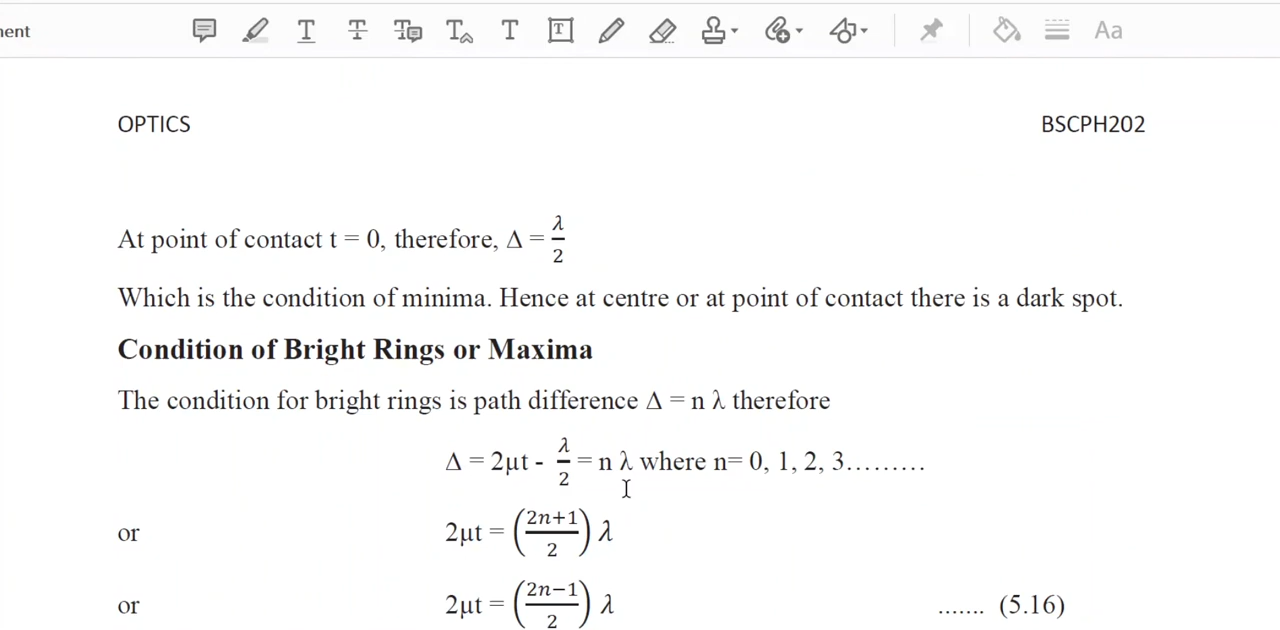 ent
T T T T T T Aa
OPTICS BSCPH202
At point of contact t = 0, therefore, Δ = λ/2
Which is the condition of minima. Hence at centre or at point of contact there is a dark spot.
Condition of Bright Rings or Maxima
The condition for bright rings is path difference Δ = n λ therefore
Δ = 2μt - λ/2 = n λ where n= 0, 1, 2, 3.........
or 2μt = ((2n+1)/2) λ
or 2μt = ((2n−1)/2) λ ....... (5.16)